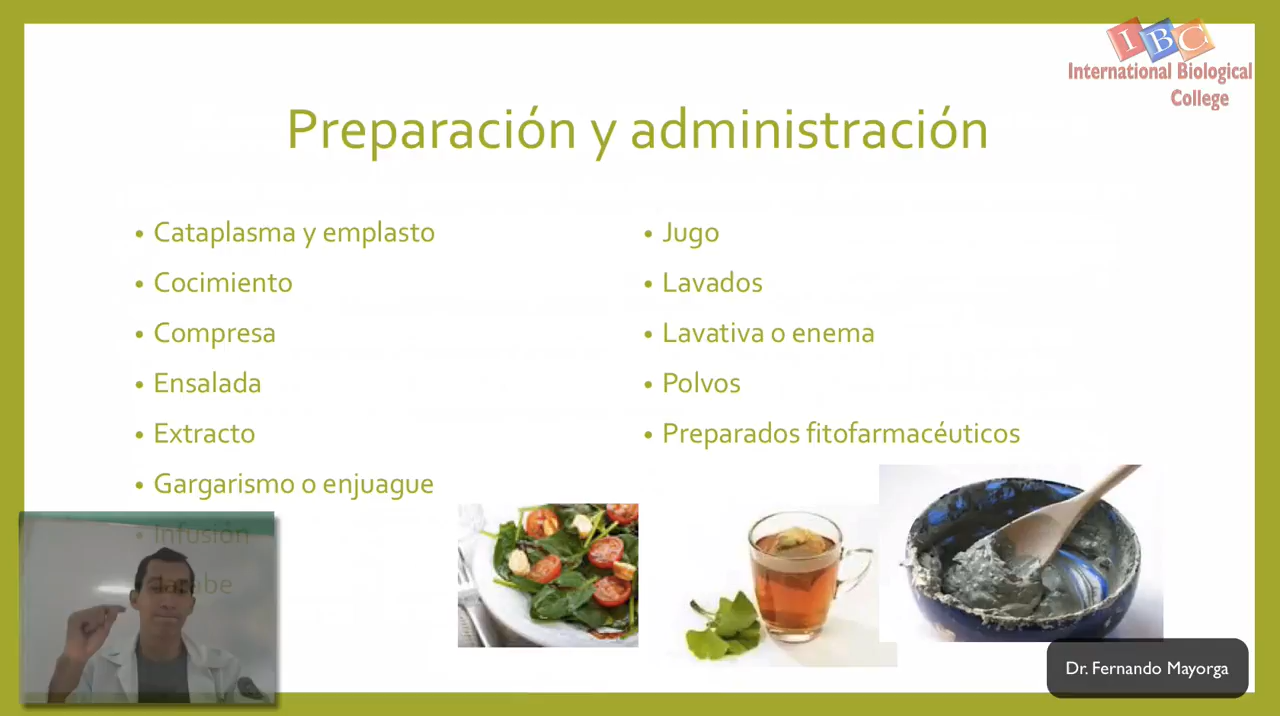 IBC
International Biological
College
Preparación y administración
• Cataplasma y emplasto
• Cocimiento
• Compresa
• Ensalada
• Extracto
• Gargarismo o enjuague
• Infusión
• Jarabe
• Jugo
• Lavados
• Lavativa o enema
• Polvos
• Preparados fitofarmacéuticos
Dr. Fernando Mayorga